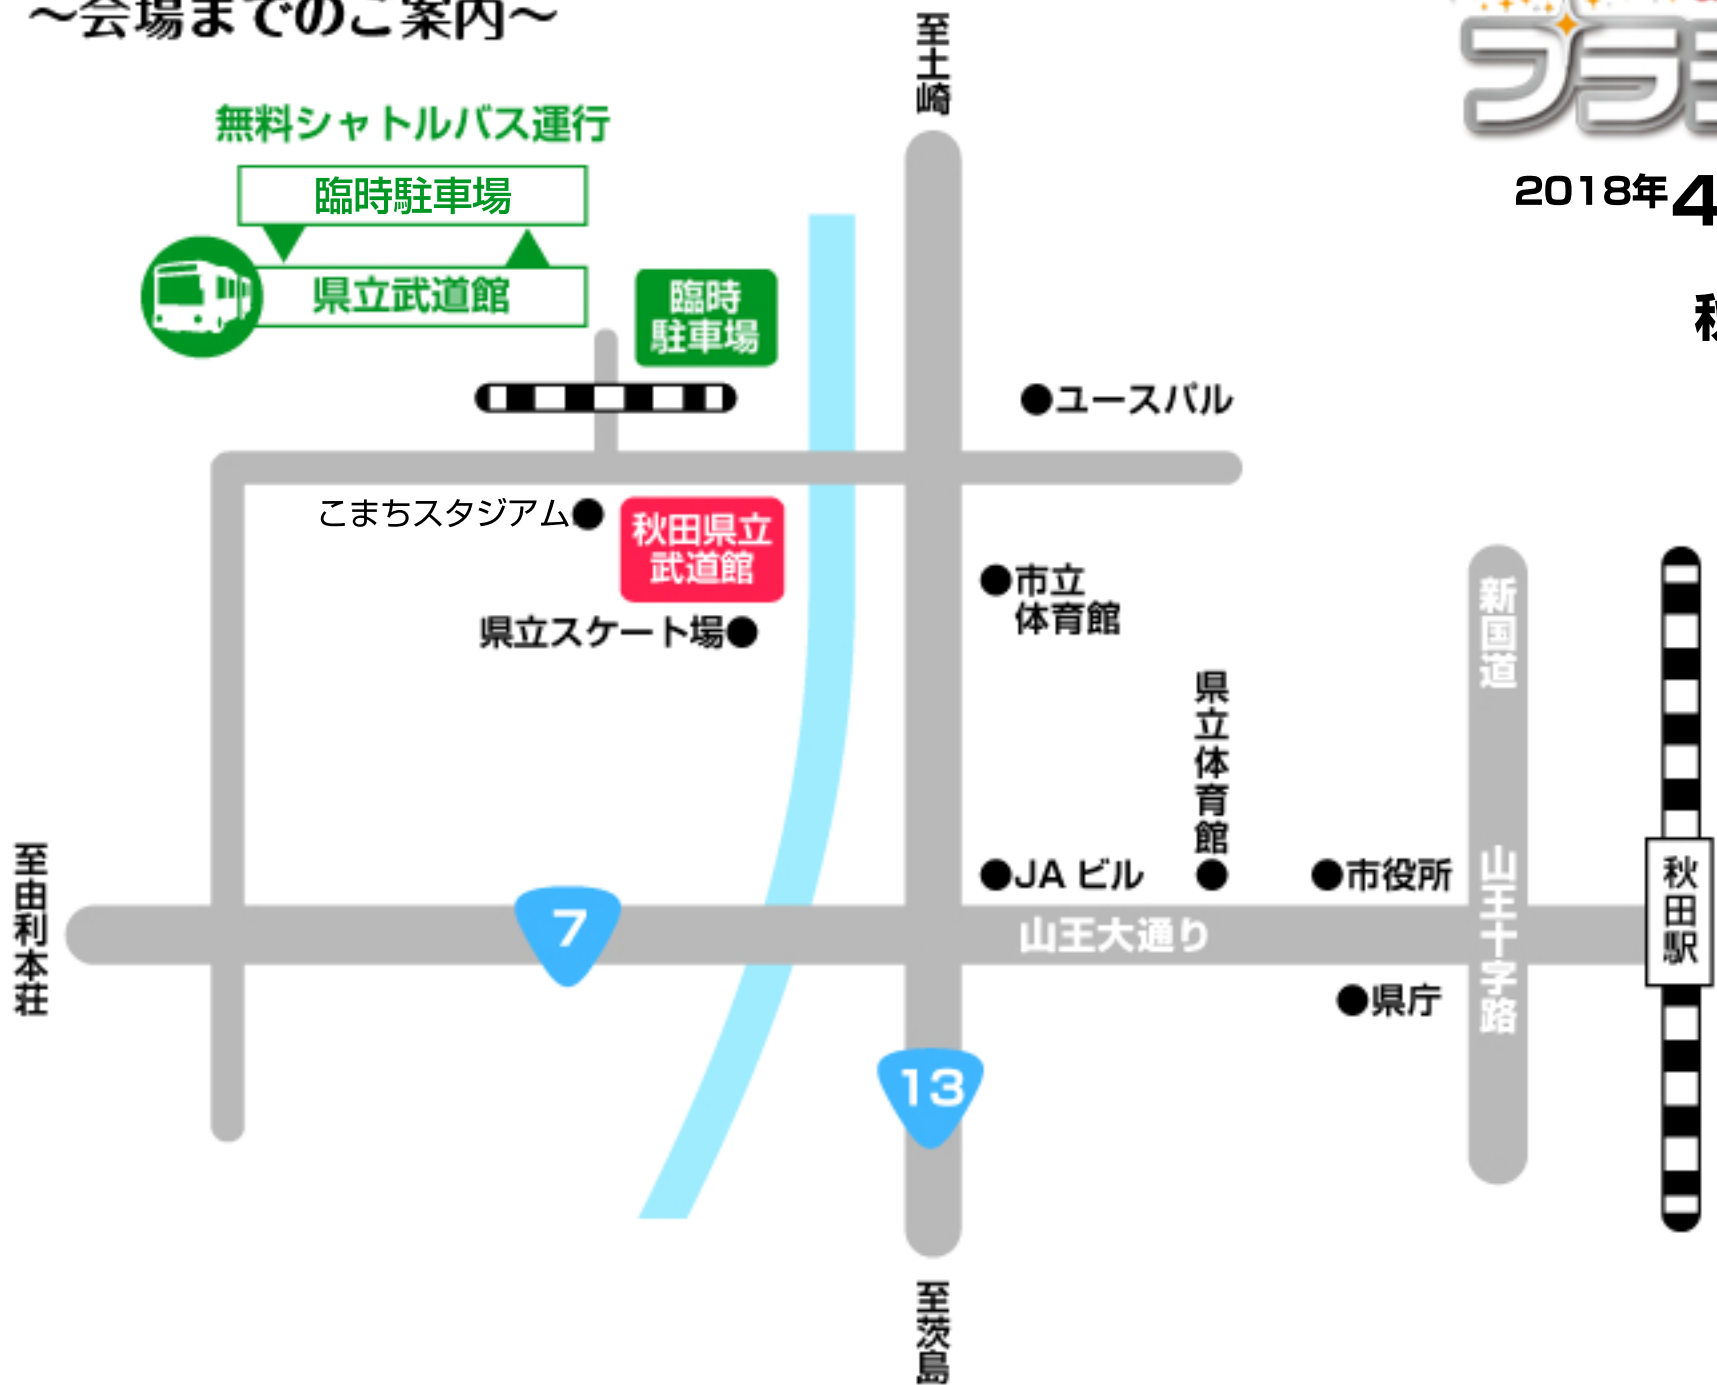 ～会場までのご案内～
至土崎
プラ
2018年4
無料シャトルバス運行
臨時駐車場
県立武道館
臨時
駐車場
●ユースパル
こまちスタジアム●
秋田県立
武道館
県立スケート場●
●市立
体育館
新国道
県立体育館
●JA ビル
●市役所
山王十字路
秋田駅
至由利本荘
7
山王大通り
●県庁
13
至茨島